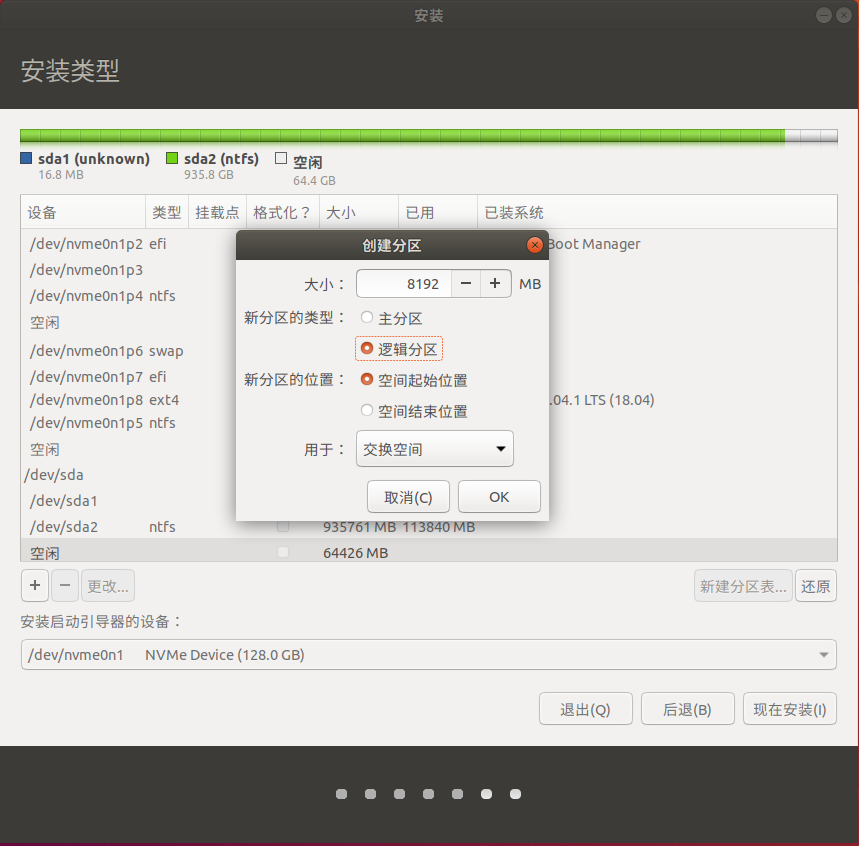 安装
安装类型
sda1 (unknown) sda2 (ntfs) 空闲
16.8 MB 935.8 GB 64.4 GB
设备 类型 挂载点 格式化？ 大小 已用 已装系统
/dev/nvme0n1p2 efi Boot Manager
/dev/nvme0n1p3
/dev/nvme0n1p4 ntfs
空闲
/dev/nvme0n1p6 swap
/dev/nvme0n1p7 efi
/dev/nvme0n1p8 ext4 .04.1 LTS (18.04)
/dev/nvme0n1p5 ntfs
空闲
/dev/sda
/dev/sda1
/dev/sda2 ntfs 935761 MB 113840 MB
空闲 64426 MB
创建分区
大小： 8192 − + MB
新分区的类型： 主分区
逻辑分区
新分区的位置： 空间起始位置
空间结束位置
用于： 交换空间
取消(C) OK
+ − 更改... 新建分区表... 还原
安装启动引导器的设备：
/dev/nvme0n1 NVMe Device (128.0 GB)
退出(Q) 后退(B) 现在安装(I)